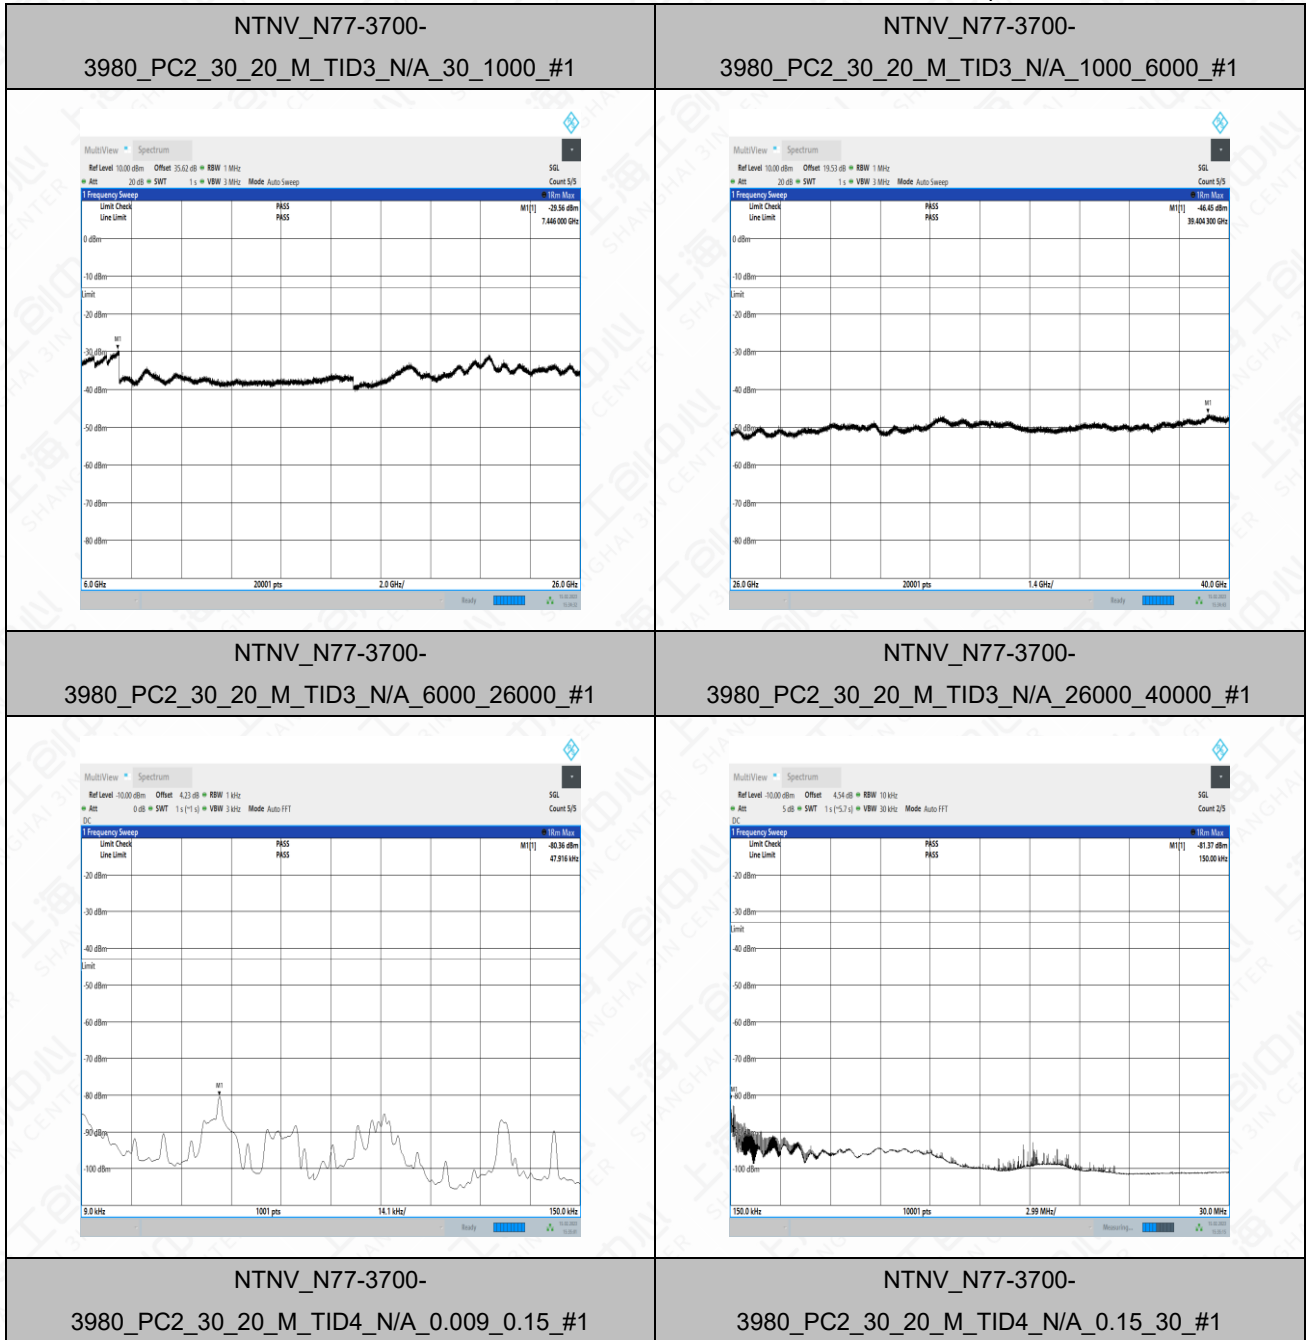 NTNV_N77-3700-
3980_PC2_30_20_M_TID3_N/A_30_1000_#1
NTNV_N77-3700-
3980_PC2_30_20_M_TID3_N/A_1000_6000_#1
MultiView Spectrum
Ref Level 10.00 dBm Offset 35.62 dB RBW 1 MHz SGL
Att 20 dB SWT 1 s VBW 3 MHz Mode Auto Sweep Count 5/5
1 Frequency Sweep 1Rm Max
Limit Check PASS M1[1] -29.56 dBm
Line Limit PASS 7.446 000 GHz
0 dBm
-10 dBm
Limit
-20 dBm
M1
-30 dBm
-40 dBm
-50 dBm
-60 dBm
-70 dBm
-80 dBm
6.0 GHz 20001 pts 2.0 GHz/ 26.0 GHz
Ready
MultiView Spectrum
Ref Level 10.00 dBm Offset 19.53 dB RBW 1 MHz SGL
Att 20 dB SWT 1 s VBW 3 MHz Mode Auto Sweep Count 5/5
1 Frequency Sweep 1Rm Max
Limit Check PASS M1[1] -46.45 dBm
Line Limit PASS 39.404 300 GHz
0 dBm
-10 dBm
Limit
-20 dBm
-30 dBm
-40 dBm
M1
-50 dBm
-60 dBm
-70 dBm
-80 dBm
26.0 GHz 20001 pts 1.4 GHz/ 40.0 GHz
Ready
NTNV_N77-3700-
3980_PC2_30_20_M_TID3_N/A_6000_26000_#1
NTNV_N77-3700-
3980_PC2_30_20_M_TID3_N/A_26000_40000_#1
MultiView Spectrum
Ref Level -10.00 dBm Offset 4.23 dB RBW 1 kHz SGL
Att 0 dB SWT 1 s (~1 s) VBW 3 kHz Mode Auto FFT Count 5/5
DC
1 Frequency Sweep 1Rm Max
Limit Check PASS M1[1] -80.36 dBm
Line Limit PASS 47.916 kHz
-20 dBm
-30 dBm
-40 dBm
Limit
-50 dBm
-60 dBm
-70 dBm
M1
-80 dBm
-90 dBm
-100 dBm
9.0 kHz 1001 pts 14.1 kHz/ 150.0 kHz
Ready
MultiView Spectrum
Ref Level -10.00 dBm Offset 4.54 dB RBW 10 kHz SGL
Att 5 dB SWT 1 s (~5.7 s) VBW 30 kHz Mode Auto FFT Count 2/5
DC
1 Frequency Sweep 1Rm Max
Limit Check PASS M1[1] -81.37 dBm
Line Limit PASS 150.00 kHz
-20 dBm
-30 dBm
Limit
-40 dBm
-50 dBm
-60 dBm
-70 dBm
M1
-80 dBm
-90 dBm
-100 dBm
150.0 kHz 10001 pts 2.99 MHz/ 30.0 MHz
Measuring...
NTNV_N77-3700-
3980_PC2_30_20_M_TID4_N/A_0.009_0.15_#1
NTNV_N77-3700-
3980_PC2_30_20_M_TID4_N/A_0.15_30_#1